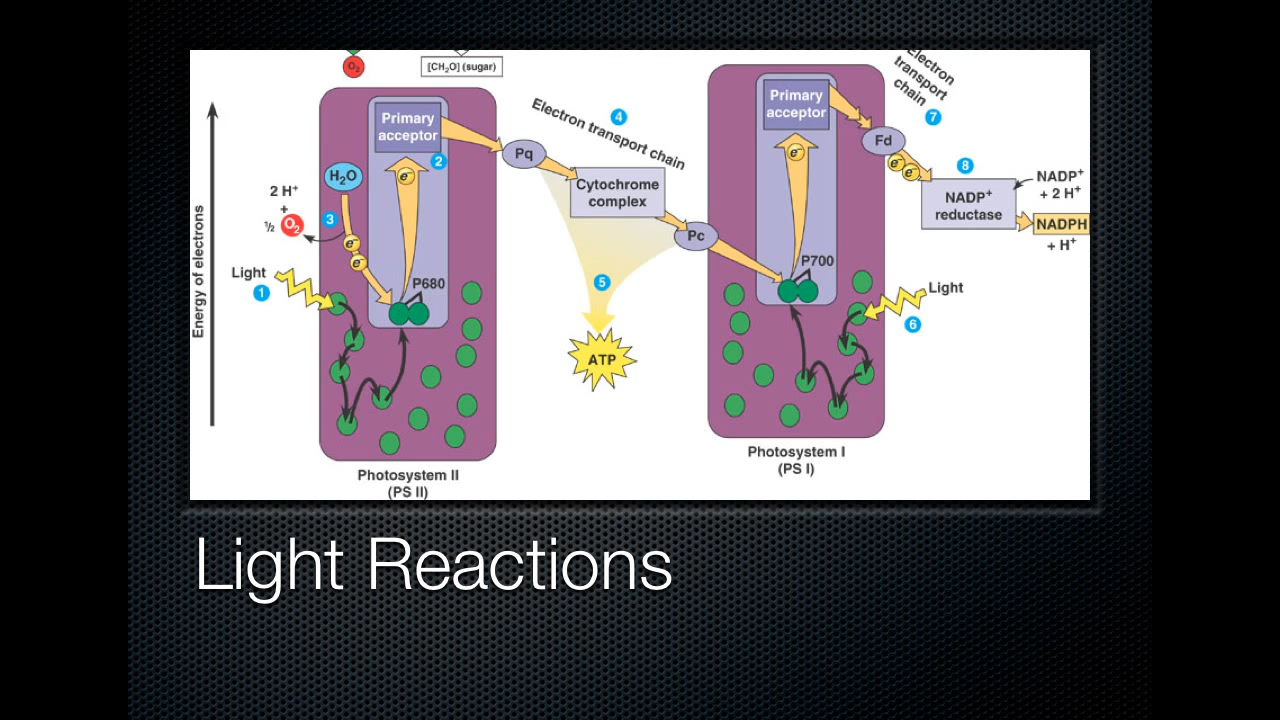 O₂
[CH₂O] (sugar)
Energy of electrons
Primary
acceptor
2
e⁻
H₂O
2 H⁺
+
½ O₂
3
e⁻
e⁻
Light
1
P680
Photosystem II
(PS II)
4
Electron transport chain
Pq
Cytochrome
complex
Pc
5
ATP
Primary
acceptor
e⁻
P700
Light
6
Photosystem I
(PS I)
Electron
transport
chain
7
Fd
e⁻
e⁻
8
NADP⁺
reductase
NADP⁺
+ 2 H⁺
NADPH
+ H⁺
Light Reactions